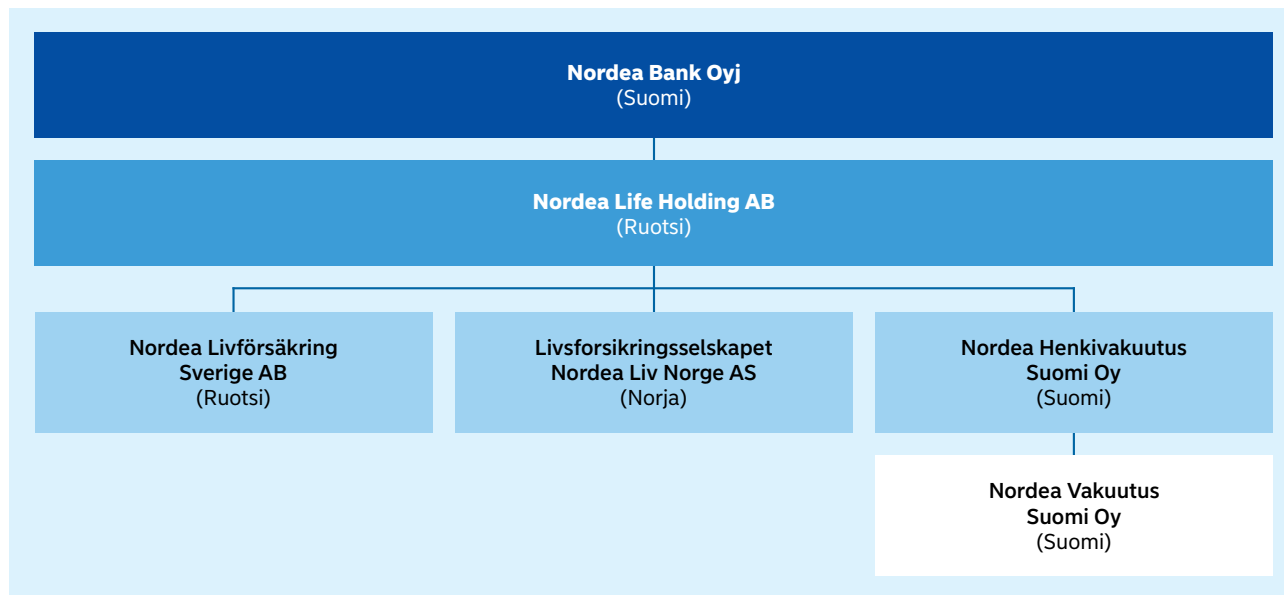 Nordea Bank Oyj
(Suomi)
Nordea Life Holding AB
(Ruotsi)
Nordea Livförsäkring
Sverige AB
(Ruotsi)
Livsforsikringsselskapet
Nordea Liv Norge AS
(Norja)
Nordea Henkivakuutus
Suomi Oy
(Suomi)
Nordea Vakuutus
Suomi Oy
(Suomi)